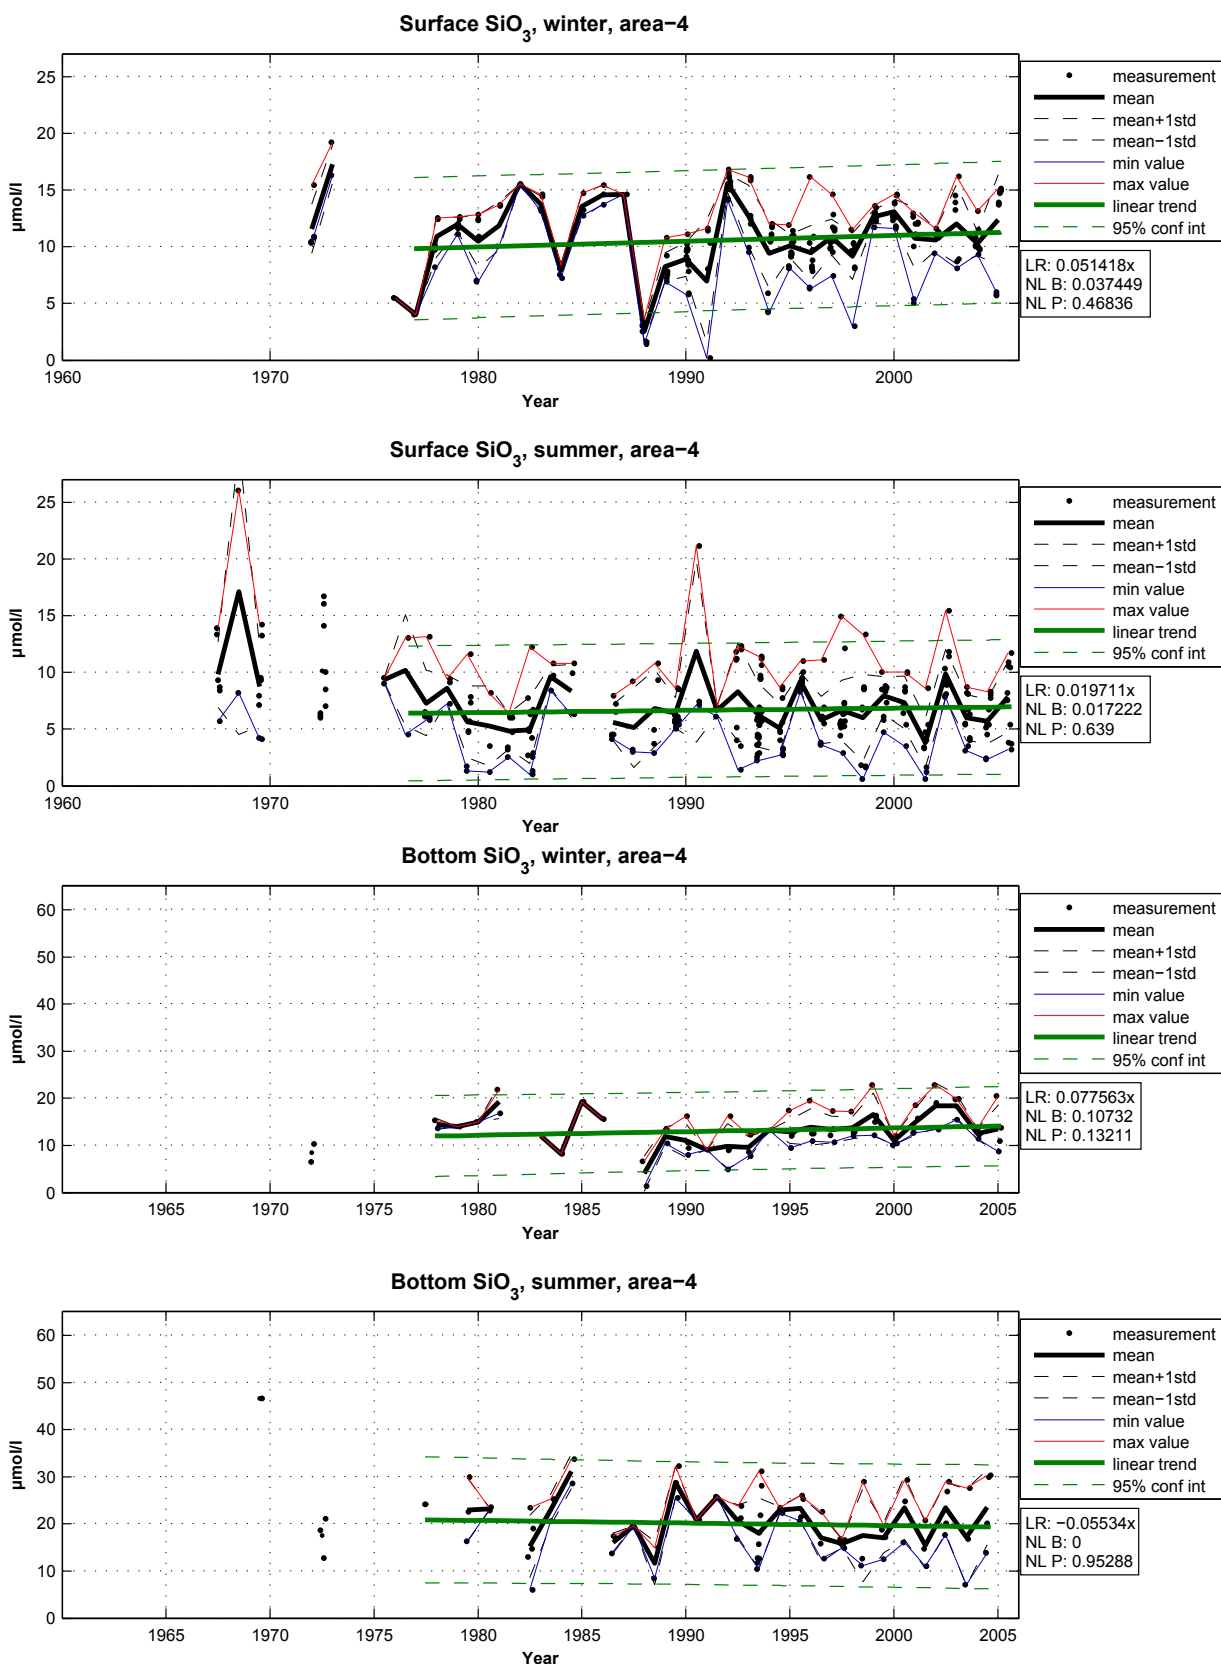 Surface SiO3, winter, area−4
25
20
15
10
5
0
µmol/l
1960
1970
1980
1990
2000
Year
measurement
mean
mean+1std
mean−1std
min value
max value
linear trend
95% conf int
LR: 0.051418x
NL B: 0.037449
NL P: 0.46836
Surface SiO3, summer, area−4
25
20
15
10
5
0
µmol/l
1960
1970
1980
1990
2000
Year
measurement
mean
mean+1std
mean−1std
min value
max value
linear trend
95% conf int
LR: 0.019711x
NL B: 0.017222
NL P: 0.639
Bottom SiO3, winter, area−4
60
50
40
30
20
10
0
µmol/l
1965
1970
1975
1980
1985
1990
1995
2000
2005
Year
measurement
mean
mean+1std
mean−1std
min value
max value
linear trend
95% conf int
LR: 0.077563x
NL B: 0.10732
NL P: 0.13211
Bottom SiO3, summer, area−4
60
50
40
30
20
10
0
µmol/l
1965
1970
1975
1980
1985
1990
1995
2000
2005
Year
measurement
mean
mean+1std
mean−1std
min value
max value
linear trend
95% conf int
LR: −0.05534x
NL B: 0
NL P: 0.95288